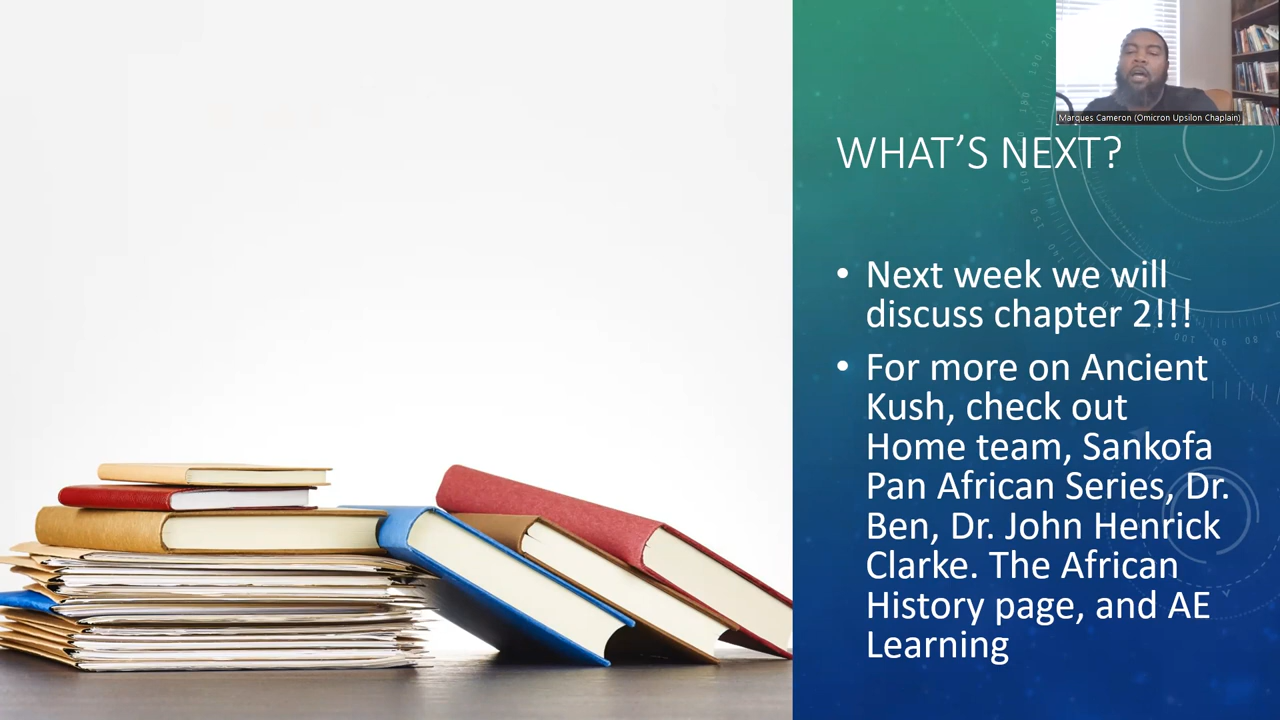 Marques Cameron (Omicron Upsilon Chaplain)
WHAT'S NEXT?
• Next week we will
discuss chapter 2!!!
• For more on Ancient
Kush, check out
Home team, Sankofa
Pan African Series, Dr.
Ben, Dr. John Henrick
Clarke. The African
History page, and AE
Learning